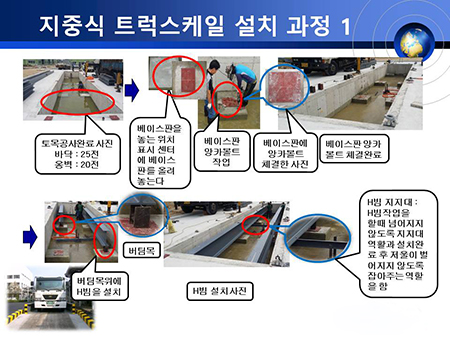 지중식 트럭스케일 설치 과정 1
토목공사완료 사진
바닥 : 25전
옹벽 : 20전
베이스판을
놓는 위치
표시 센터
에 베이스
판를 올려
놓는다
베이스판
앙카볼트
작업
베이스판에
앙카볼트
체결한 사진
베이스판 앙카
볼트 체결완료
버팀목위에
H빔을 설치
버팀목
H빔 설치사진
H빔 지지대 :
H빔작업을
할때 넘어지지
않도록 지지대
역활과 설치완
료 후 저울이 벌
어지지 않도록
잡아주는 역활
을 함